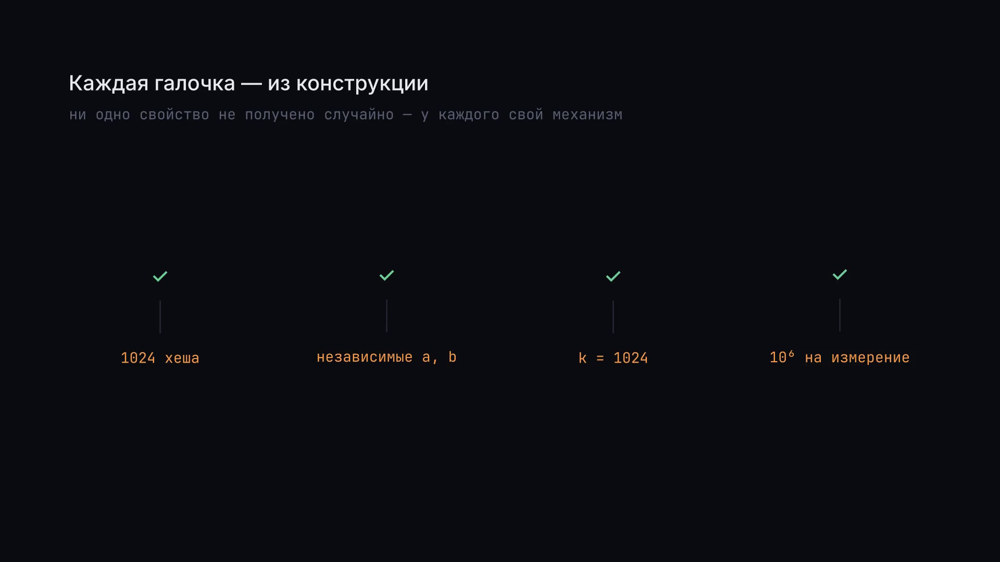 Каждая галочка — из конструкции
ни одно свойство не получено случайно — у каждого свой механизм
1024 хеша
независимые a, b
k = 1024
10⁶ на измерение